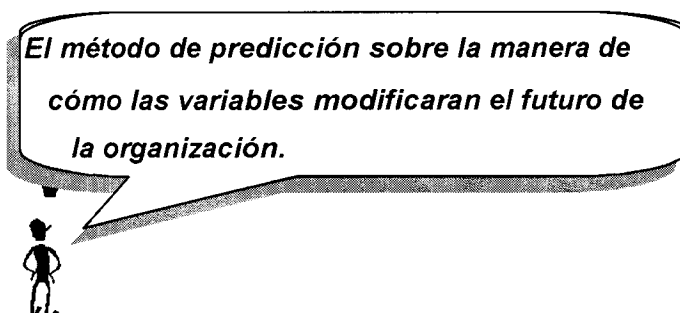 El método de predicción sobre la manera de
cómo las variables modificaran el futuro de
la organización.